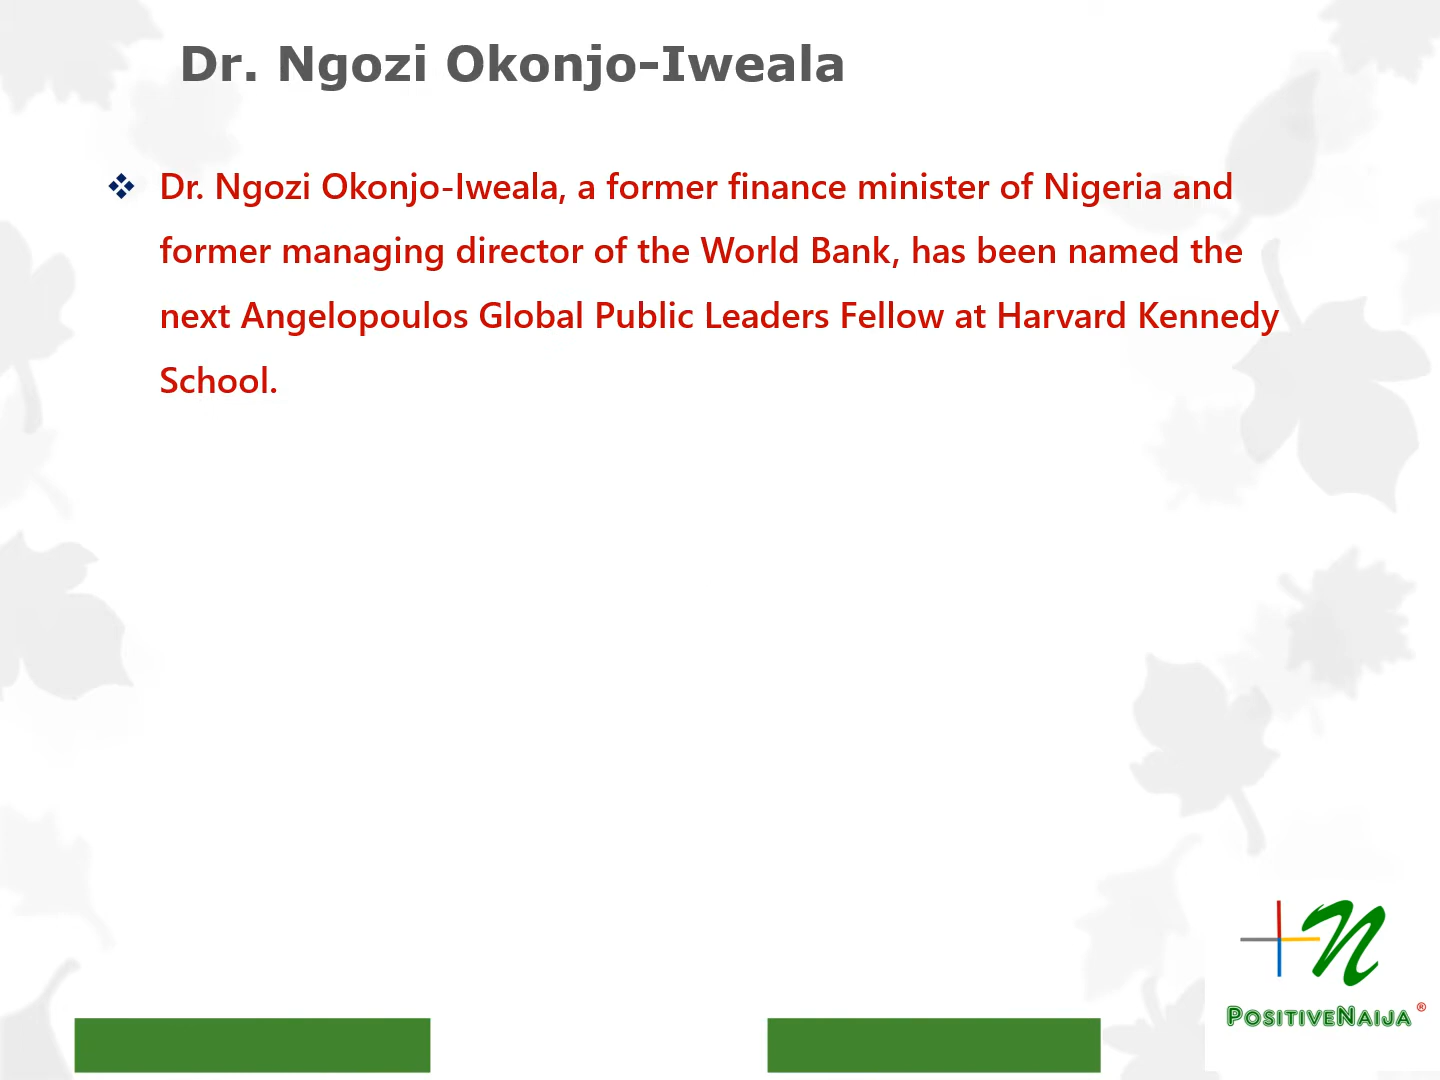 Dr. Ngozi Okonjo-Iweala
❖ Dr. Ngozi Okonjo-Iweala, a former finance minister of Nigeria and
former managing director of the World Bank, has been named the
next Angelopoulos Global Public Leaders Fellow at Harvard Kennedy
School.
+N
POSITIVENAIJA®